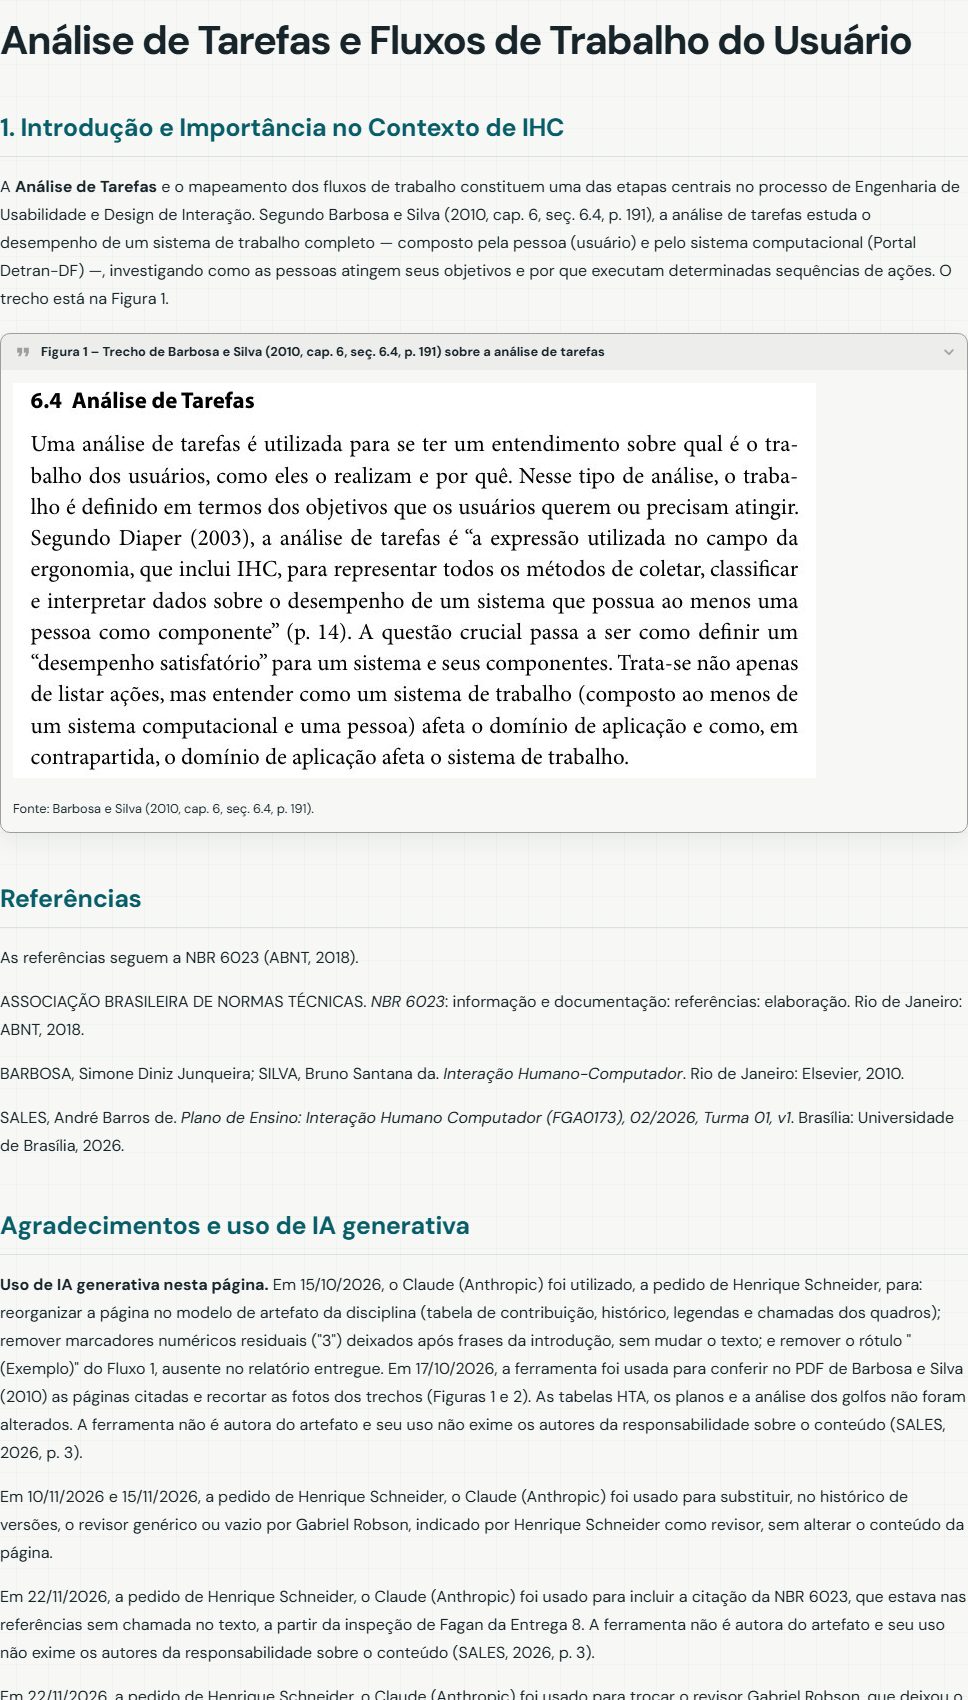 Análise de Tarefas e Fluxos de Trabalho do Usuário
1. Introdução e Importância no Contexto de IHC
A Análise de Tarefas e o mapeamento dos fluxos de trabalho constituem uma das etapas centrais no processo de Engenharia de
Usabilidade e Design de Interação. Segundo Barbosa e Silva (2010, cap. 6, seç. 6.4, p. 191), a análise de tarefas estuda o
desempenho de um sistema de trabalho completo — composto pela pessoa (usuário) e pelo sistema computacional (Portal
Detran-DF) —, investigando como as pessoas atingem seus objetivos e por que executam determinadas sequências de ações. O
trecho está na Figura 1.
Figura 1 – Trecho de Barbosa e Silva (2010, cap. 6, seç. 6.4, p. 191) sobre a análise de tarefas
6.4 Análise de Tarefas
Uma análise de tarefas é utilizada para se ter um entendimento sobre qual é o tra-
balho dos usuários, como eles o realizam e por quê. Nesse tipo de análise, o traba-
lho é definido em termos dos objetivos que os usuários querem ou precisam atingir.
Segundo Diaper (2003), a análise de tarefas é “a expressão utilizada no campo da
ergonomia, que inclui IHC, para representar todos os métodos de coletar, classificar
e interpretar dados sobre o desempenho de um sistema que possua ao menos uma
pessoa como componente” (p. 14). A questão crucial passa a ser como definir um
“desempenho satisfatório” para um sistema e seus componentes. Trata-se não apenas
de listar ações, mas entender como um sistema de trabalho (composto ao menos de
um sistema computacional e uma pessoa) afeta o domínio de aplicação e como, em
contrapartida, o domínio de aplicação afeta o sistema de trabalho.
Fonte: Barbosa e Silva (2010, cap. 6, seç. 6.4, p. 191).
Referências
As referências seguem a NBR 6023 (ABNT, 2018).
ASSOCIAÇÃO BRASILEIRA DE NORMAS TÉCNICAS. NBR 6023: informação e documentação: referências: elaboração. Rio de Janeiro:
ABNT, 2018.
BARBOSA, Simone Diniz Junqueira; SILVA, Bruno Santana da. Interação Humano-Computador. Rio de Janeiro: Elsevier, 2010.
SALES, André Barros de. Plano de Ensino: Interação Humano Computador (FGA0173), 02/2026, Turma 01, v1. Brasília: Universidade
de Brasília, 2026.
Agradecimentos e uso de IA generativa
Uso de IA generativa nesta página. Em 15/10/2026, o Claude (Anthropic) foi utilizado, a pedido de Henrique Schneider, para:
reorganizar a página no modelo de artefato da disciplina (tabela de contribuição, histórico, legendas e chamadas dos quadros);
remover marcadores numéricos residuais ("3") deixados após frases da introdução, sem mudar o texto; e remover o rótulo "
(Exemplo)" do Fluxo 1, ausente no relatório entregue. Em 17/10/2026, a ferramenta foi usada para conferir no PDF de Barbosa e Silva
(2010) as páginas citadas e recortar as fotos dos trechos (Figuras 1 e 2). As tabelas HTA, os planos e a análise dos golfos não foram
alterados. A ferramenta não é autora do artefato e seu uso não exime os autores da responsabilidade sobre o conteúdo (SALES,
2026, p. 3).
Em 10/11/2026 e 15/11/2026, a pedido de Henrique Schneider, o Claude (Anthropic) foi usado para substituir, no histórico de
versões, o revisor genérico ou vazio por Gabriel Robson, indicado por Henrique Schneider como revisor, sem alterar o conteúdo da
página.
Em 22/11/2026, a pedido de Henrique Schneider, o Claude (Anthropic) foi usado para incluir a citação da NBR 6023, que estava nas
referências sem chamada no texto, a partir da inspeção de Fagan da Entrega 8. A ferramenta não é autora do artefato e seu uso
não exime os autores da responsabilidade sobre o conteúdo (SALES, 2026, p. 3).
Em 22/11/2026, a pedido de Henrique Schneider, o Claude (Anthropic) foi usado para trocar o revisor Gabriel Robson, que deixou o